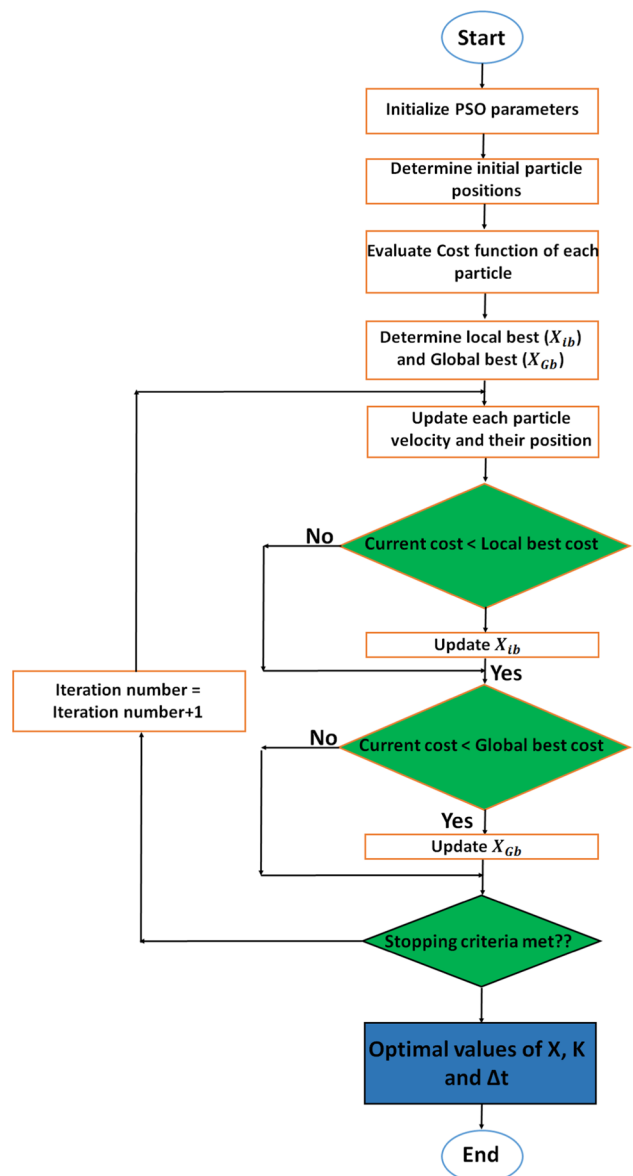 Start
Initialize PSO parameters
Determine initial particle
positions
Evaluate Cost function of each
particle
Determine local best (X_ib)
and Global best (X_Gb)
Update each particle
velocity and their position
No
Current cost < Local best cost
Update X_ib
Yes
Iteration number =
Iteration number+1
No
Current cost < Global best cost
Yes
Update X_Gb
Stopping criteria met??
Optimal values of X, K
and Δt
End